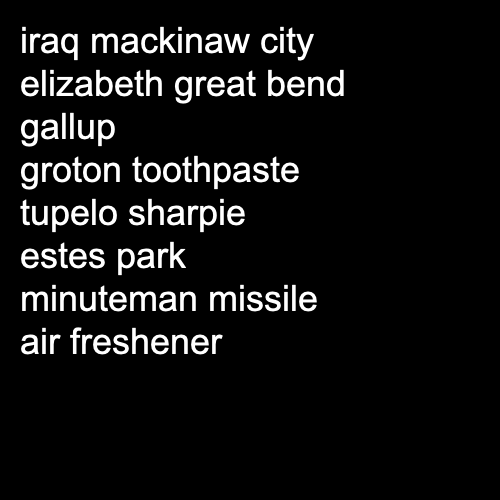 iraq mackinaw city
elizabeth great bend
gallup
groton toothpaste
tupelo sharpie
estes park
minuteman missile
air freshener